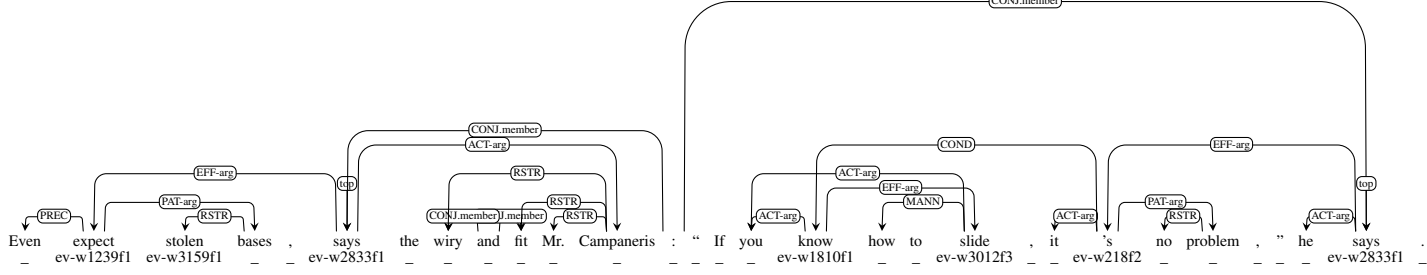 CONJ.member
CONJ.member
ACT-arg COND EFF-arg
EFF-arg top RSTR ACT-arg EFF-arg top
PAT-arg RSTR MANN PAT-arg
PREC RSTR CONJ.member J.member RSTR ACT-arg ACT-arg RSTR ACT-arg
Even expect stolen bases , says the wiry and fit Mr. Campaneris : “ If you know how to slide , it 's no problem , ” he says .
_ ev-w1239f1 ev-w3159f1 _ _ ev-w2833f1 _ _ _ _ _ _ _ _ _ _ ev-w1810f1 _ _ ev-w3012f3 _ _ ev-w218f2 _ _ _ _ _ ev-w2833f1 _